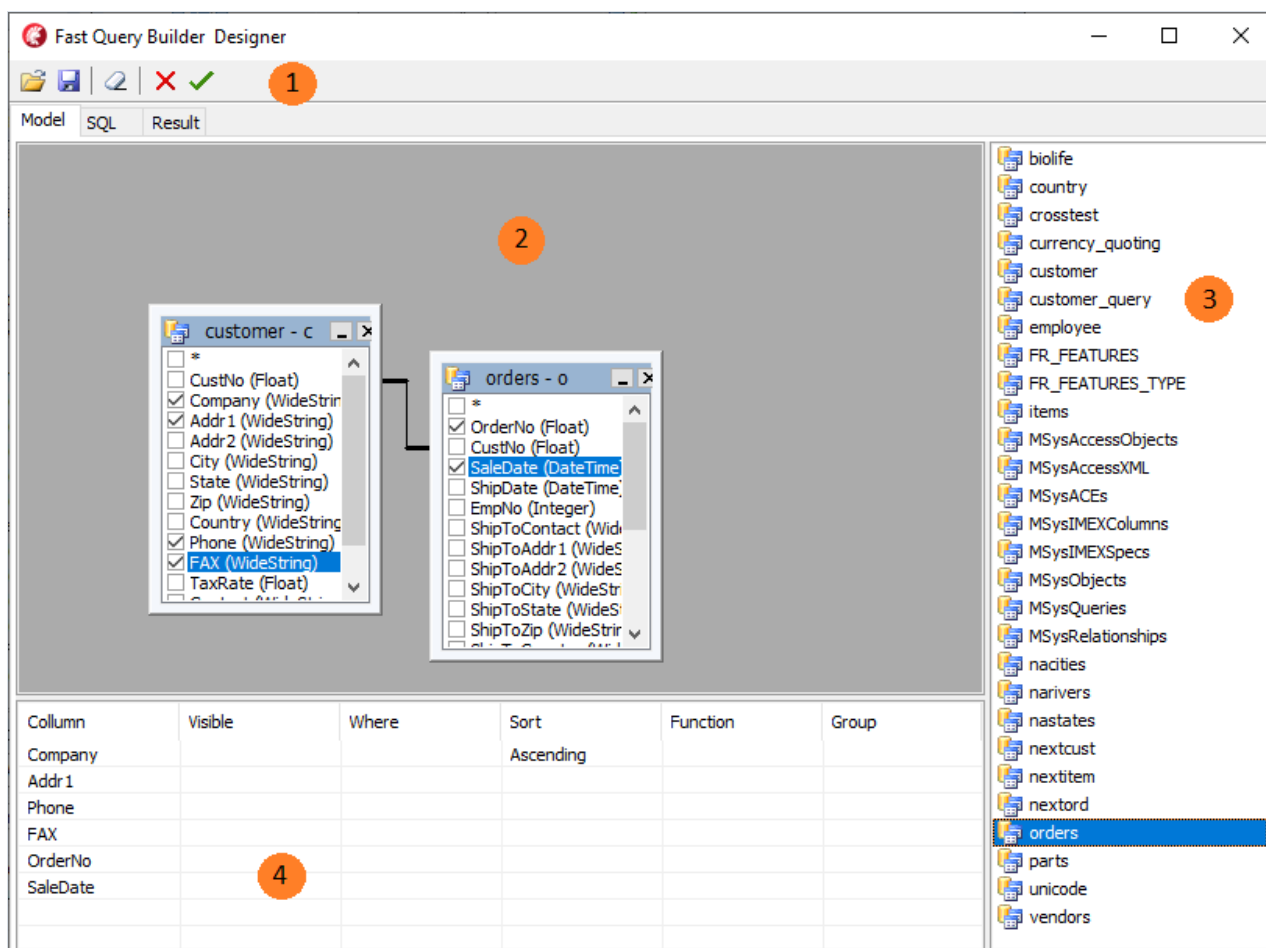 Fast Query Builder Designer
1
Model SQL Result
2
customer - c
*
CustNo (Float)
Company (WideStrin
Addr1 (WideString)
Addr2 (WideString)
City (WideString)
State (WideString)
Zip (WideString)
Country (WideString
Phone (WideString)
FAX (WideString)
TaxRate (Float)
orders - o
*
OrderNo (Float)
CustNo (Float)
SaleDate (DateTime)
ShipDate (DateTime)
EmpNo (Integer)
ShipToContact (Wid
ShipToAddr1 (WideS
ShipToAddr2 (WideS
ShipToCity (WideStri
ShipToState (WideSt
ShipToZip (WideStrir
biolife
country
crosstest
currency_quoting
customer
customer_query
3
employee
FR_FEATURES
FR_FEATURES_TYPE
items
MSysAccessObjects
MSysAccessXML
MSysACEs
MSysIMEXColumns
MSysIMEXSpecs
MSysObjects
MSysQueries
MSysRelationships
nacities
narivers
nastates
nextcust
nextitem
nextord
orders
parts
unicode
vendors
Collumn Visible Where Sort Function Group
Company Ascending
Addr1
Phone
FAX
OrderNo
SaleDate
4